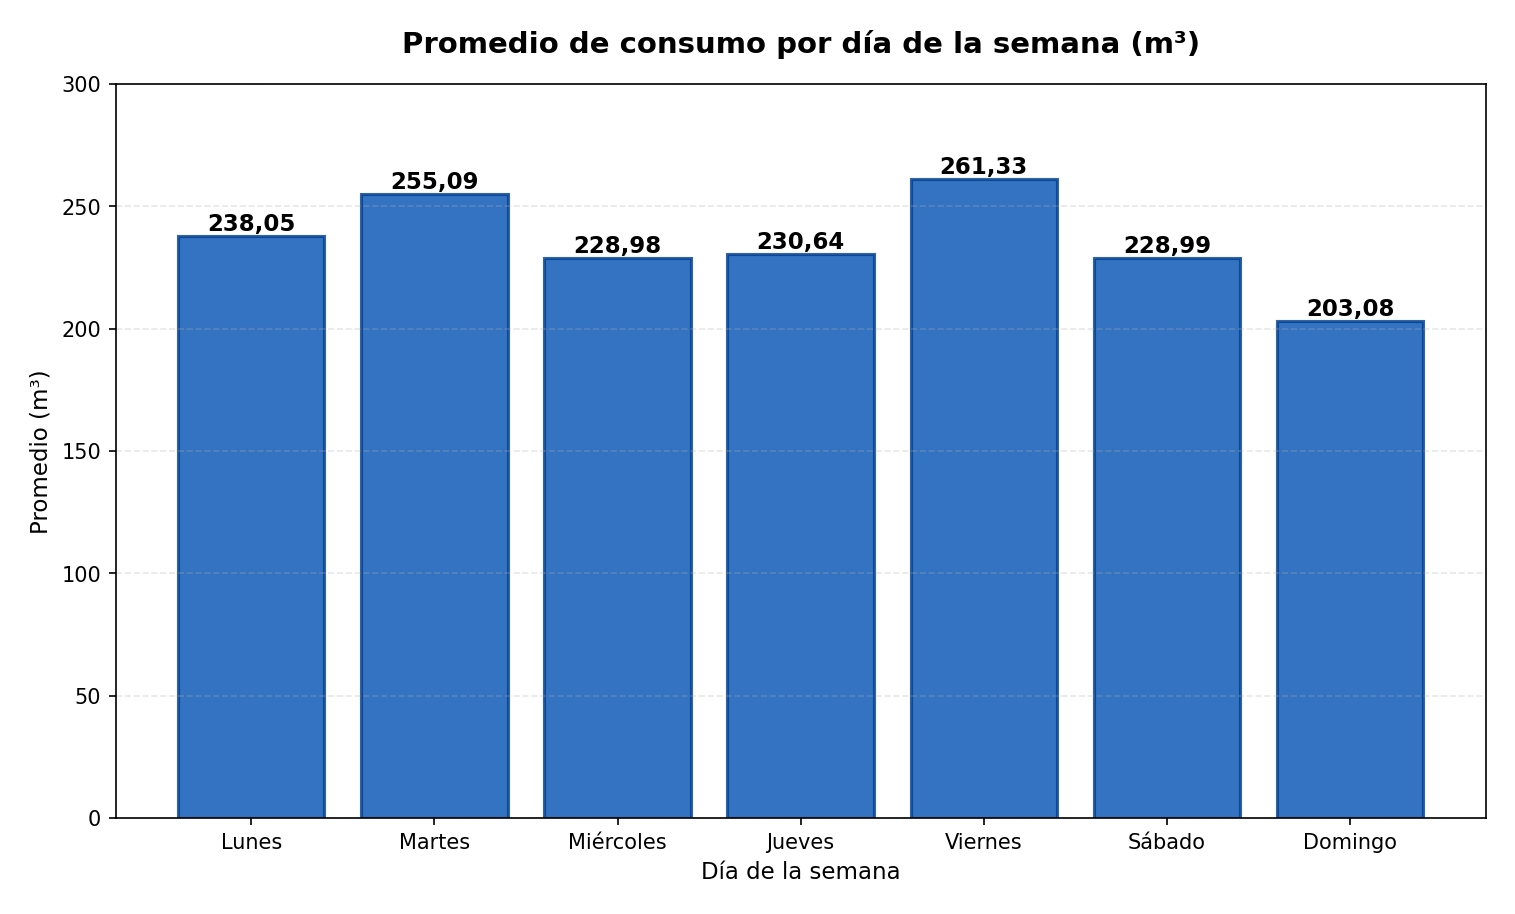 Promedio de consumo por día de la semana (m³)
300
250
200
150
100
50
0
Promedio (m³)
238,05
255,09
228,98
230,64
261,33
228,99
203,08
Lunes
Martes
Miércoles
Jueves
Viernes
Sábado
Domingo
Día de la semana